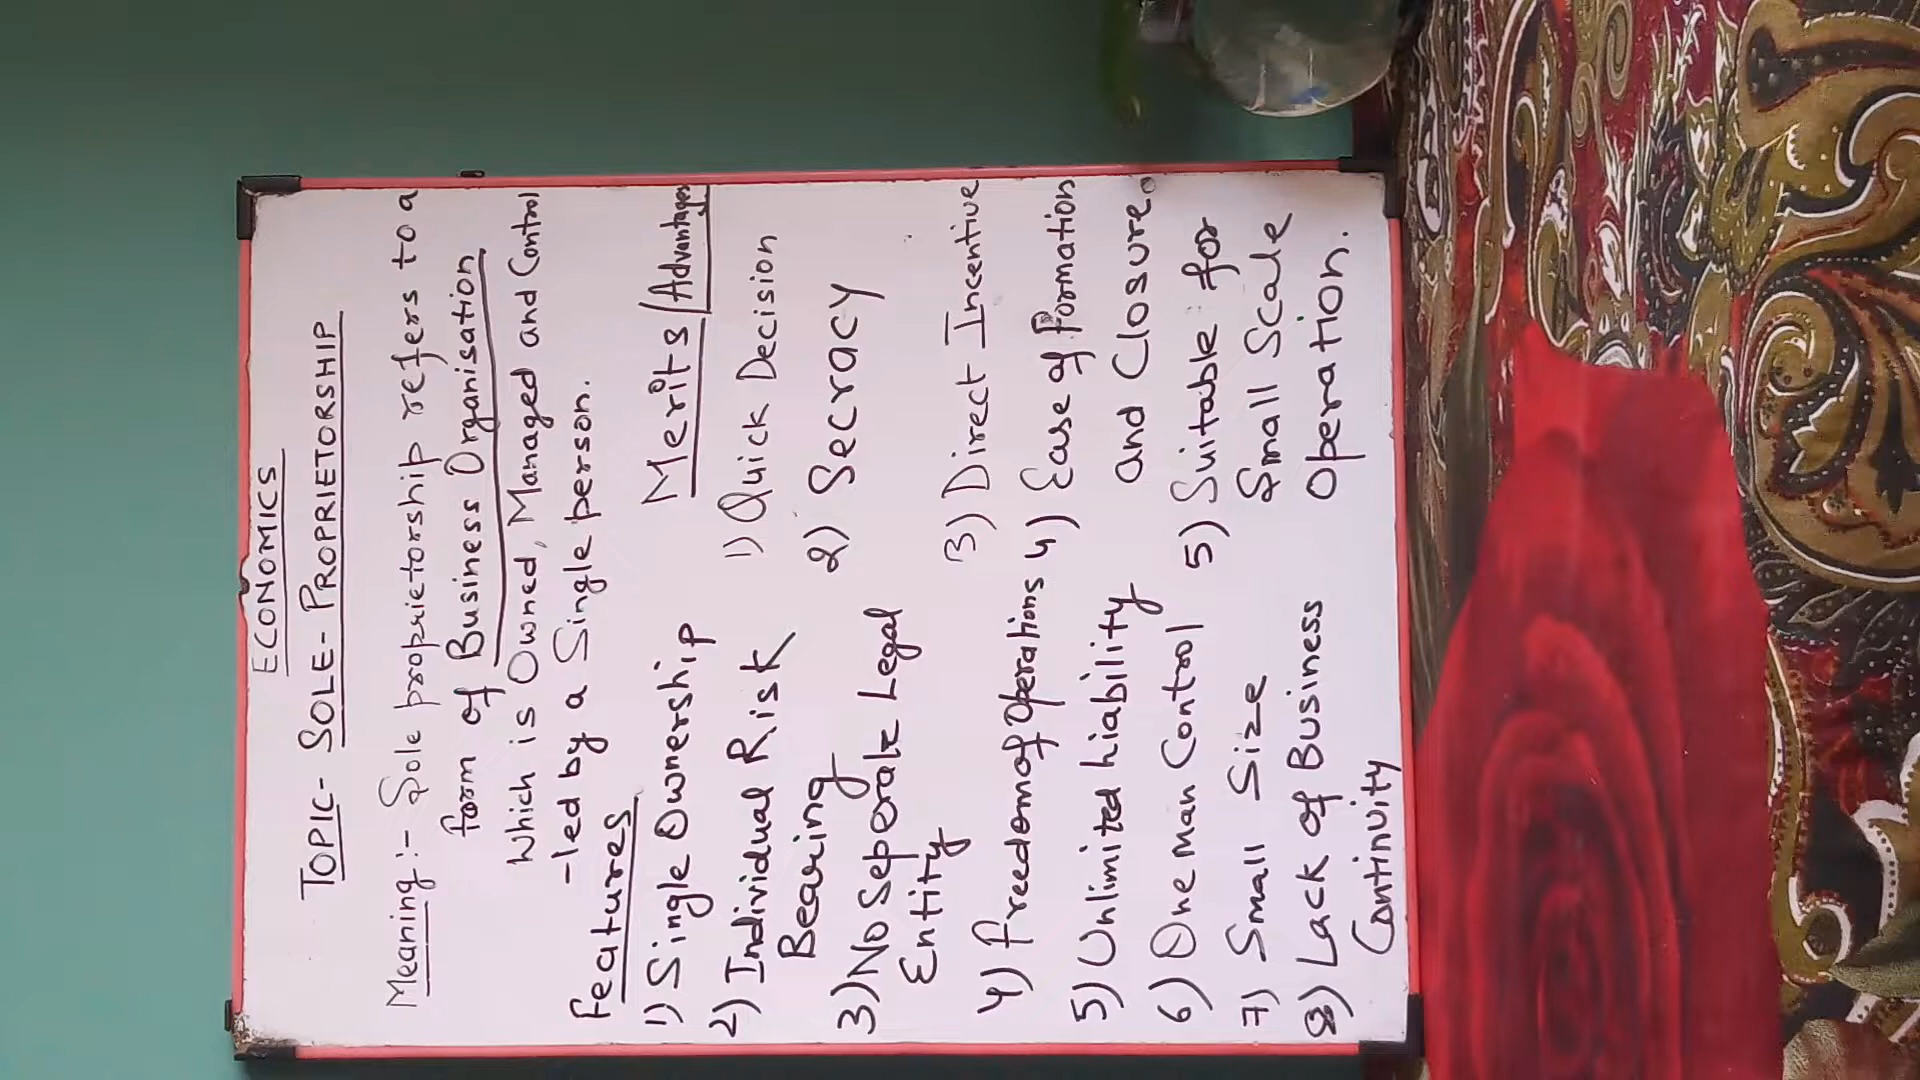 ECONOMICS
TOPIC- SOLE-PROPRIETORSHIP
Meaning:- Sole proprietorship refers to a
form of Business Organisation
Which is Owned, Managed and Control
-led by a Single person.
Features
1) Single Ownership
2) Individual Risk
Bearing
3) No Seperate Legal
Entity
4) Freedom of Operations
5) Unlimited Liability
6) One man Control
7) Small Size
8) Lack of Business
Continuity
Merits/Advantages
1) Quick Decision
2) Secracy
3) Direct Incentive
4) Ease of Formation
and Closure.
5) Suitable for
Small Scale
Operation.